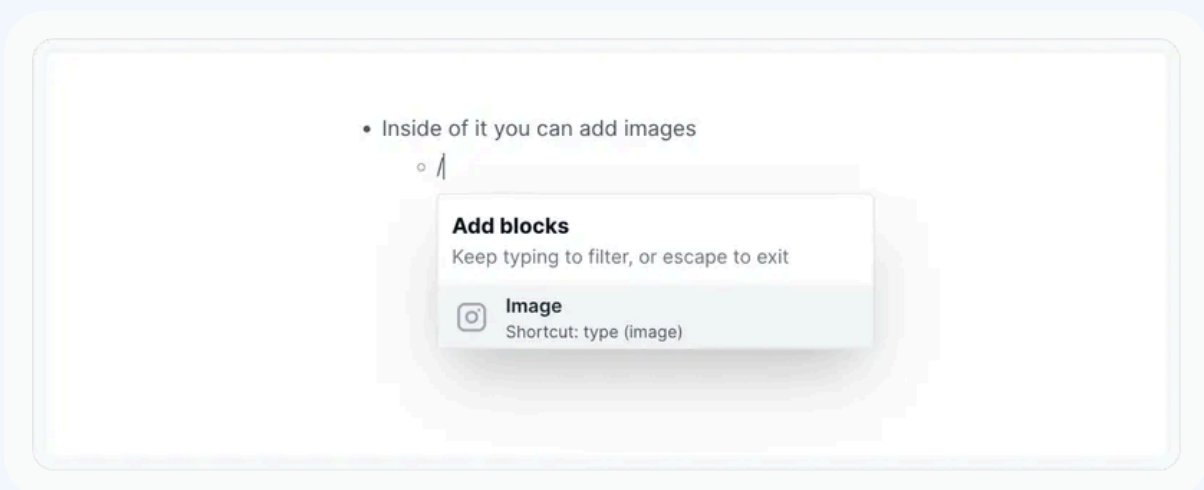 • Inside of it you can add images
◦ /
Add blocks
Keep typing to filter, or escape to exit
Image
Shortcut: type (image)